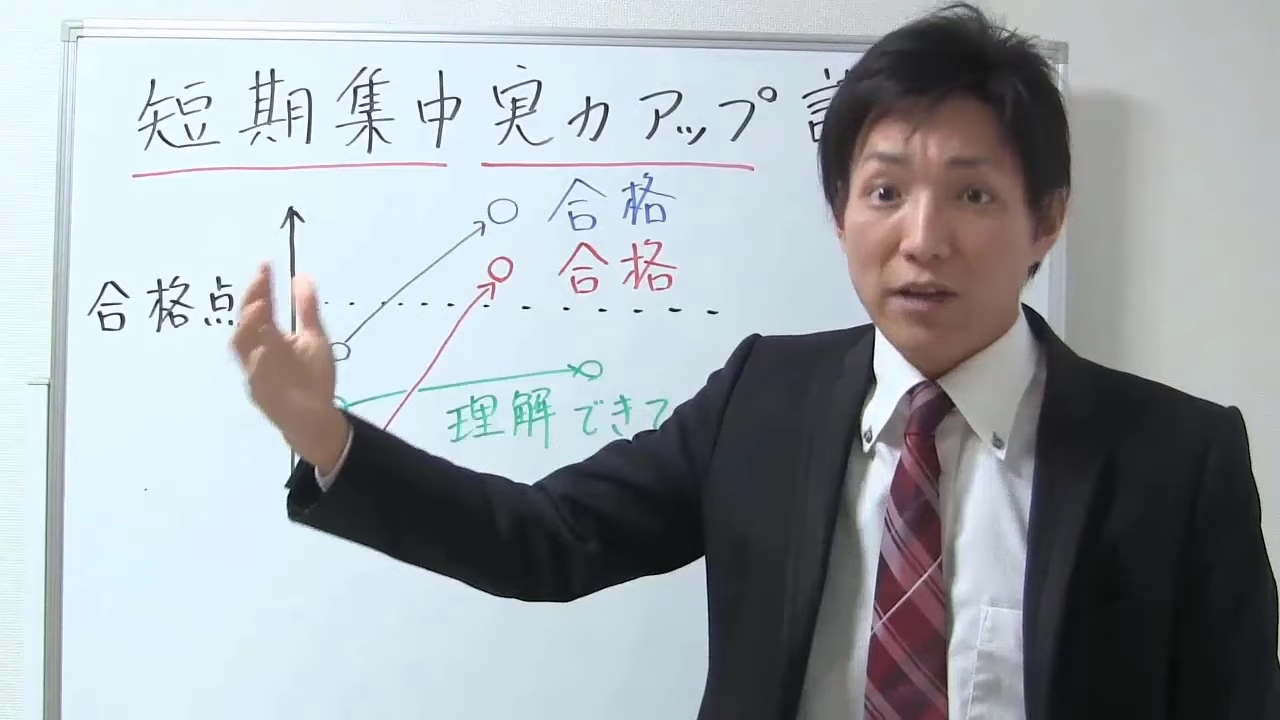 短期集中実力アップ
合格
合格
合格点
理解できて